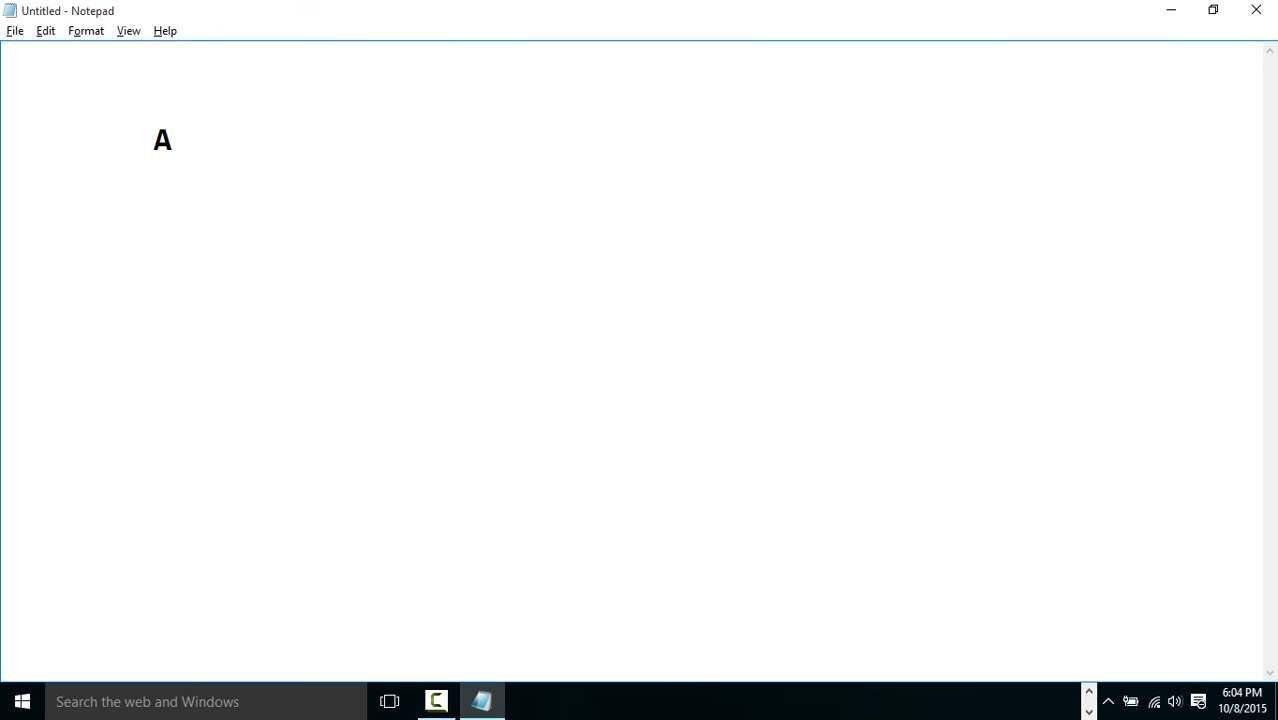 Untitled - Notepad
File Edit Format View Help
A
Search the web and Windows
6:04 PM
10/8/2015